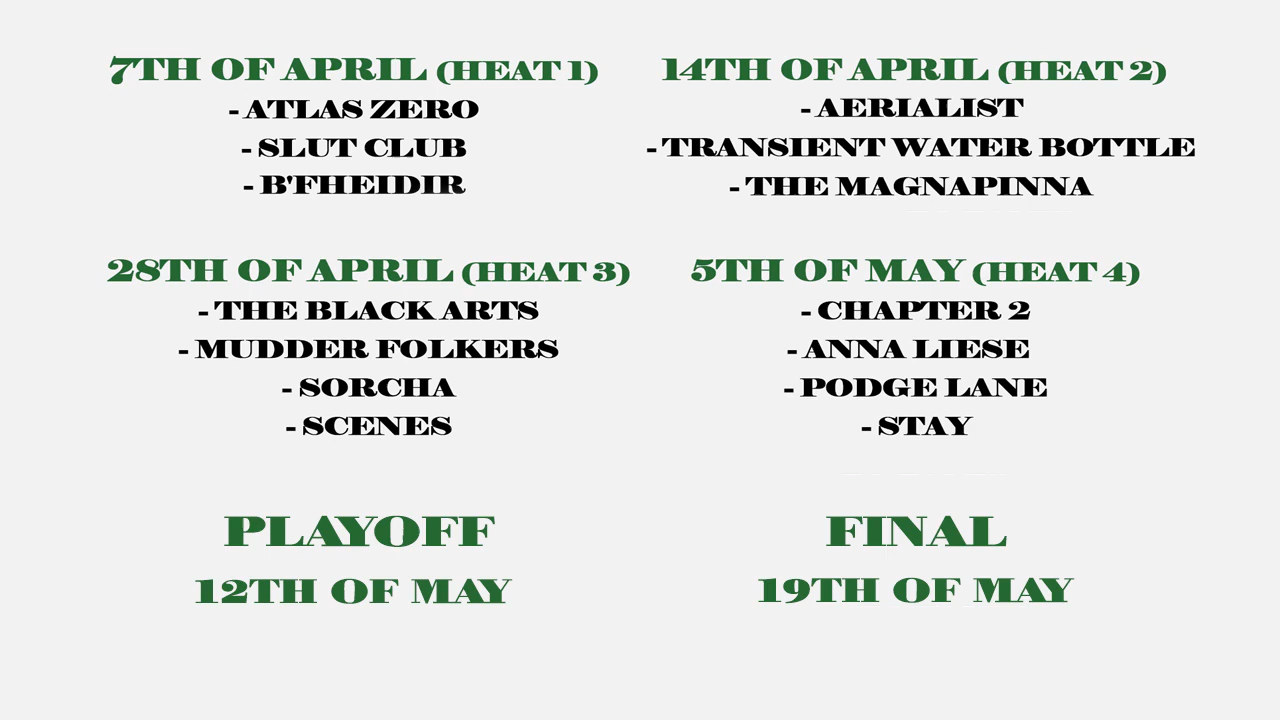 7TH OF APRIL (HEAT 1)
- ATLAS ZERO
- SLUT CLUB
- B'FHEIDIR
14TH OF APRIL (HEAT 2)
- AERIALIST
- TRANSIENT WATER BOTTLE
- THE MAGNAPINNA
28TH OF APRIL (HEAT 3)
- THE BLACK ARTS
- MUDDER FOLKERS
- SORCHA
- SCENES
5TH OF MAY (HEAT 4)
- CHAPTER 2
- ANNA LIESE
- PODGE LANE
- STAY
PLAYOFF
12TH OF MAY
FINAL
19TH OF MAY